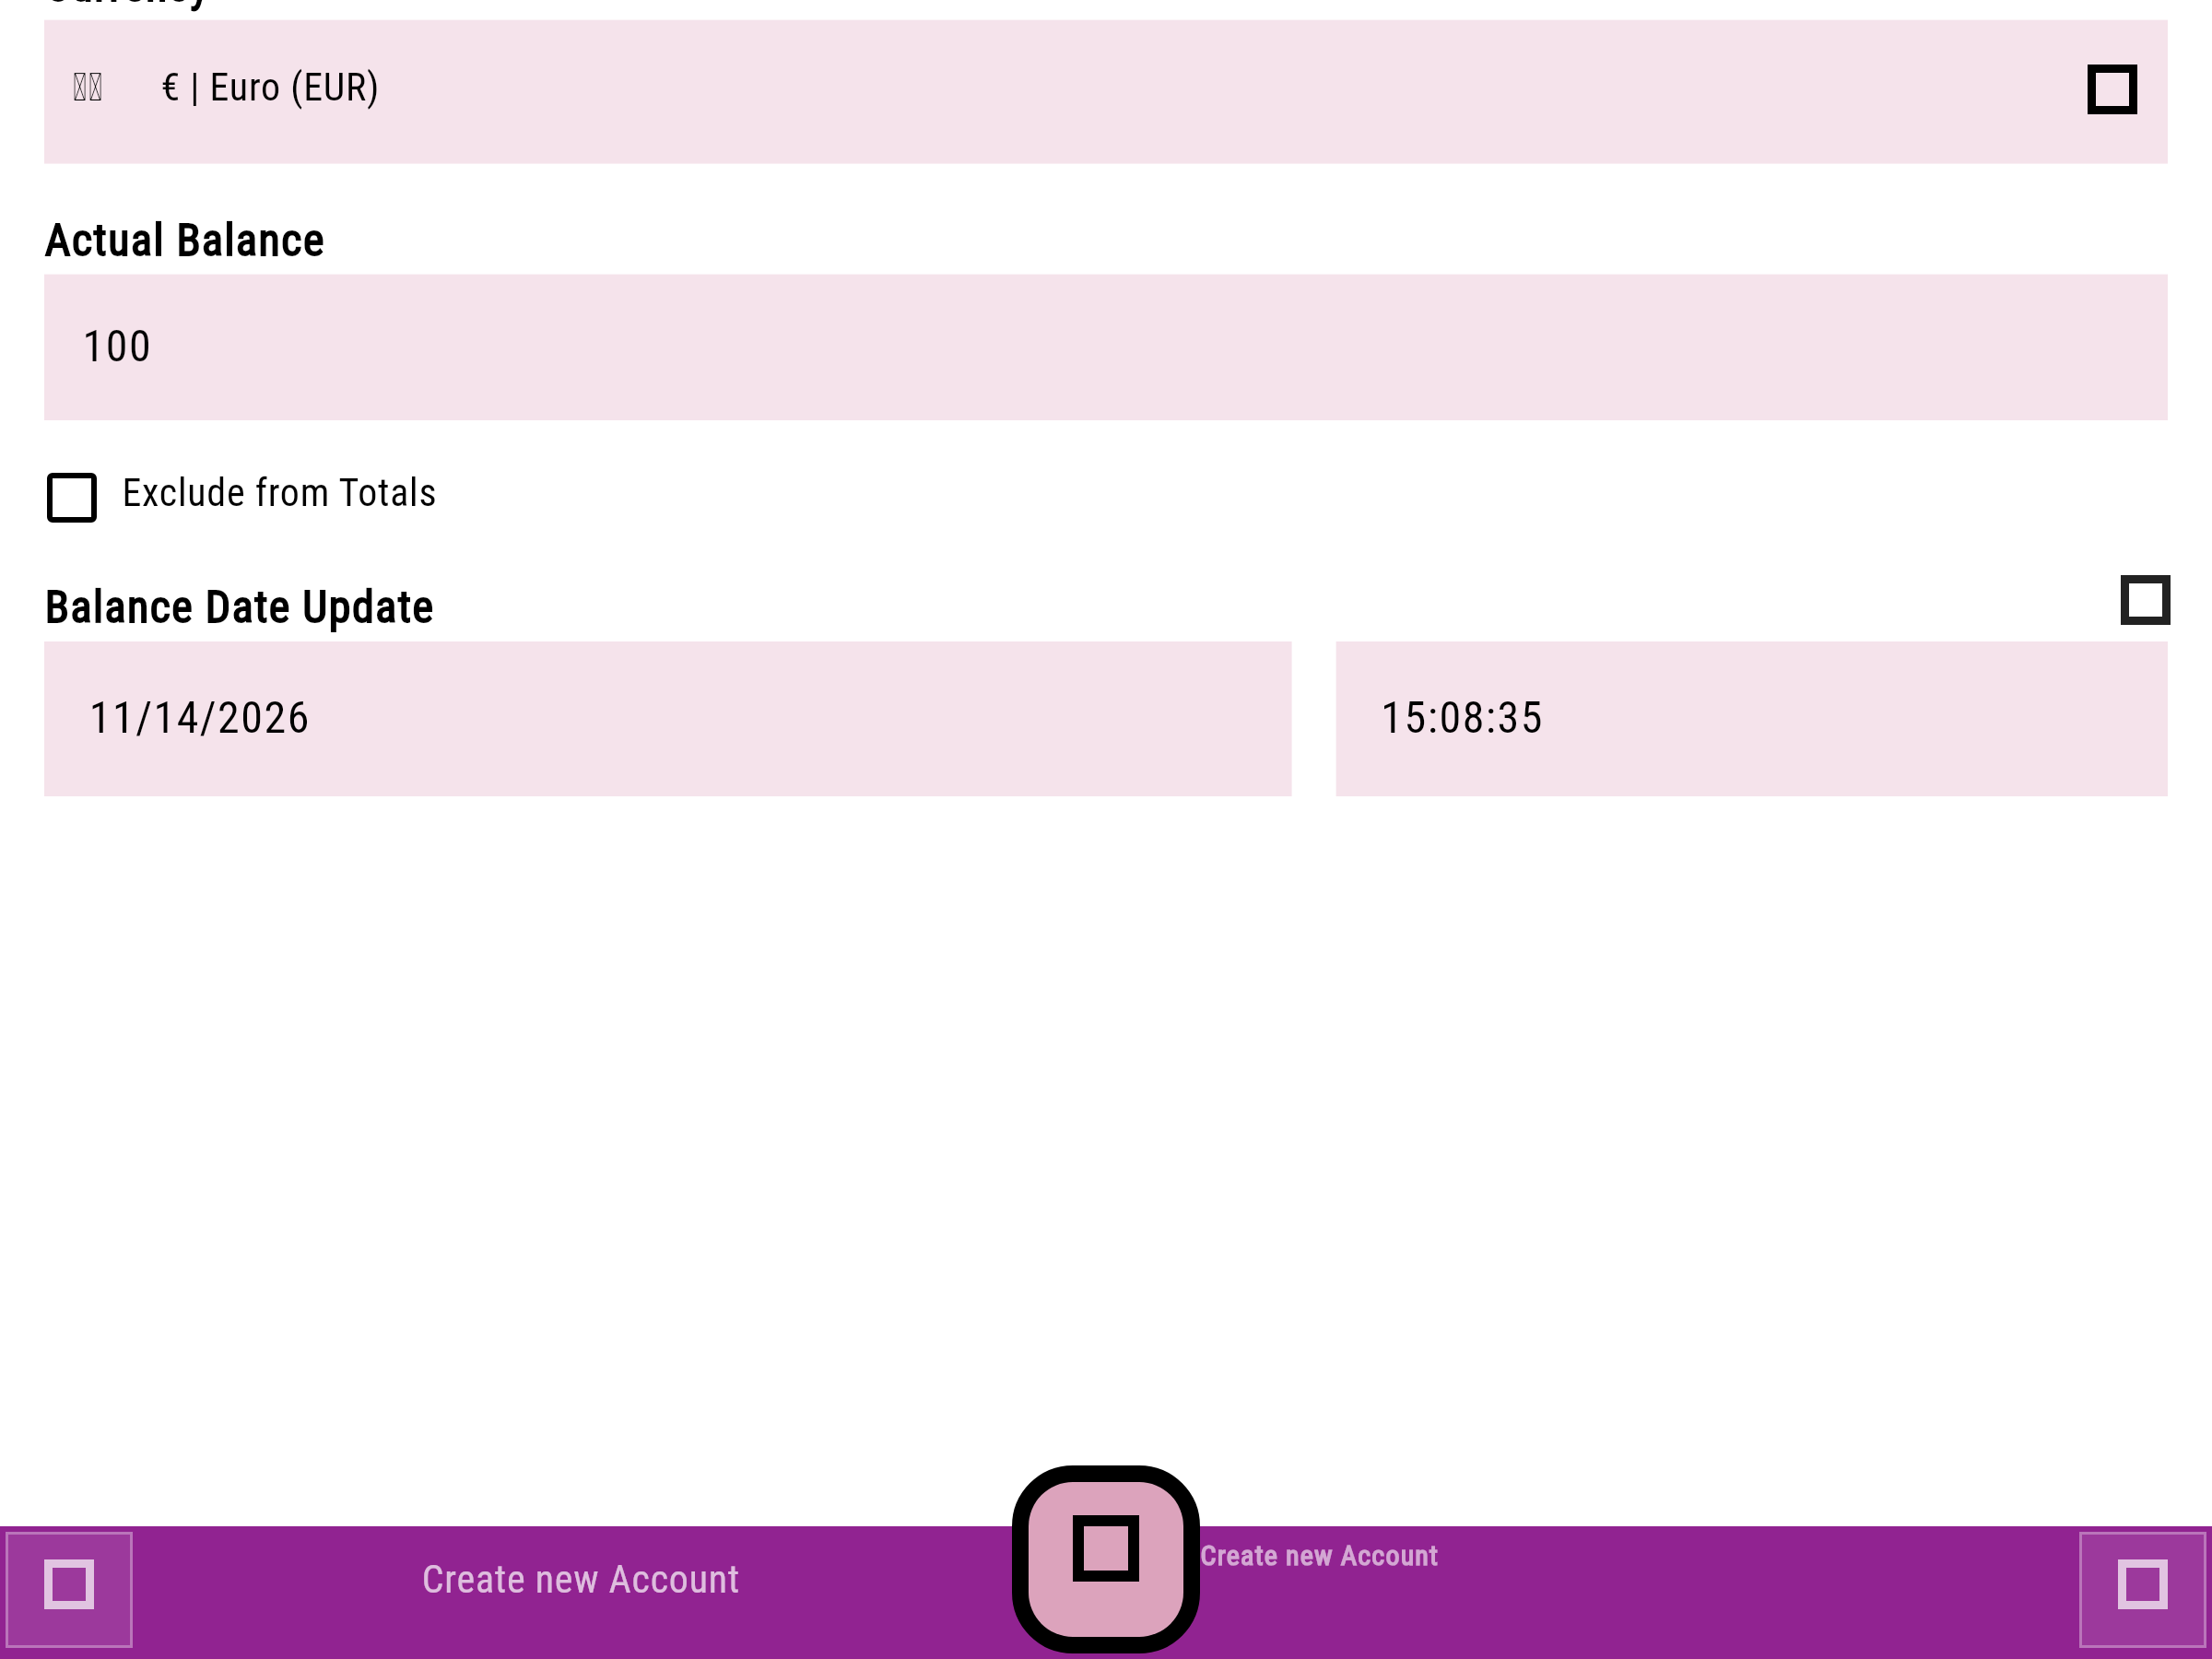 € | Euro (EUR)
Actual Balance
100
Exclude from Totals
Balance Date Update
11/14/2026
15:08:35
Create new Account
Create new Account